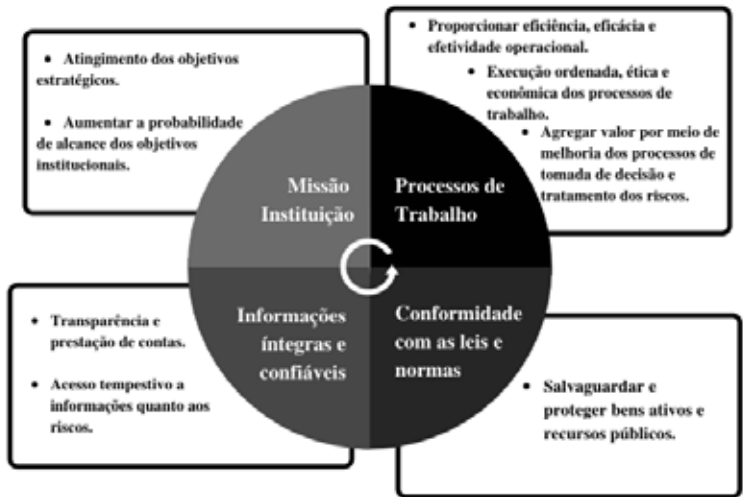 • Atingimento dos objetivos
estratégicos.
• Aumentar a probabilidade
de alcance dos objetivos
institucionais.
• Proporcionar eficiência, eficácia e
efetividade operacional.
• Execução ordenada, ética e
econômica dos processos de
trabalho.
• Agregar valor por meio de
melhoria dos processos de
tomada de decisão e
tratamento dos riscos.
Missão
Instituição
Processos de
Trabalho
Informações
íntegras e
confiáveis
Conformidade
com as leis e
normas
• Transparência e
prestação de contas.
• Acesso tempestivo a
informações quanto aos
riscos.
• Salvaguardar e
proteger bens ativos e
recursos públicos.